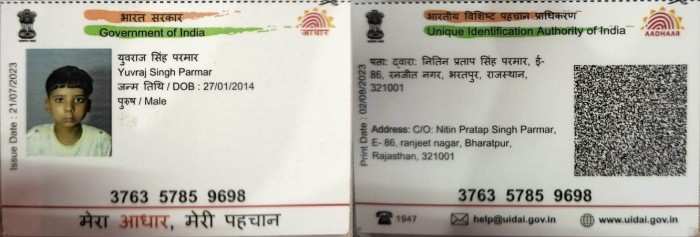 भारत सरकार
Government of India
आधार
Issue Date : 21/07/2023
युवराज सिंह परमार
Yuvraj Singh Parmar
जन्म तिथि / DOB : 27/01/2014
पुरुष / Male
3763 5785 9698
मेरा आधार, मेरी पहचान
भारतीय विशिष्ट पहचान प्राधिकरण
Unique Identification Authority of India
AADHAAR
Print Date : 02/08/2023
पता: द्वारा: नितिन प्रताप सिंह परमार, ई-
86, रनजीत नगर, भरतपुर, राजस्थान,
321001
Address: C/O: Nitin Pratap Singh Parmar,
E- 86, ranjeet nagar, Bharatpur,
Rajasthan, 321001
3763 5785 9698
1947
help@uidai.gov.in
www.uidai.gov.in